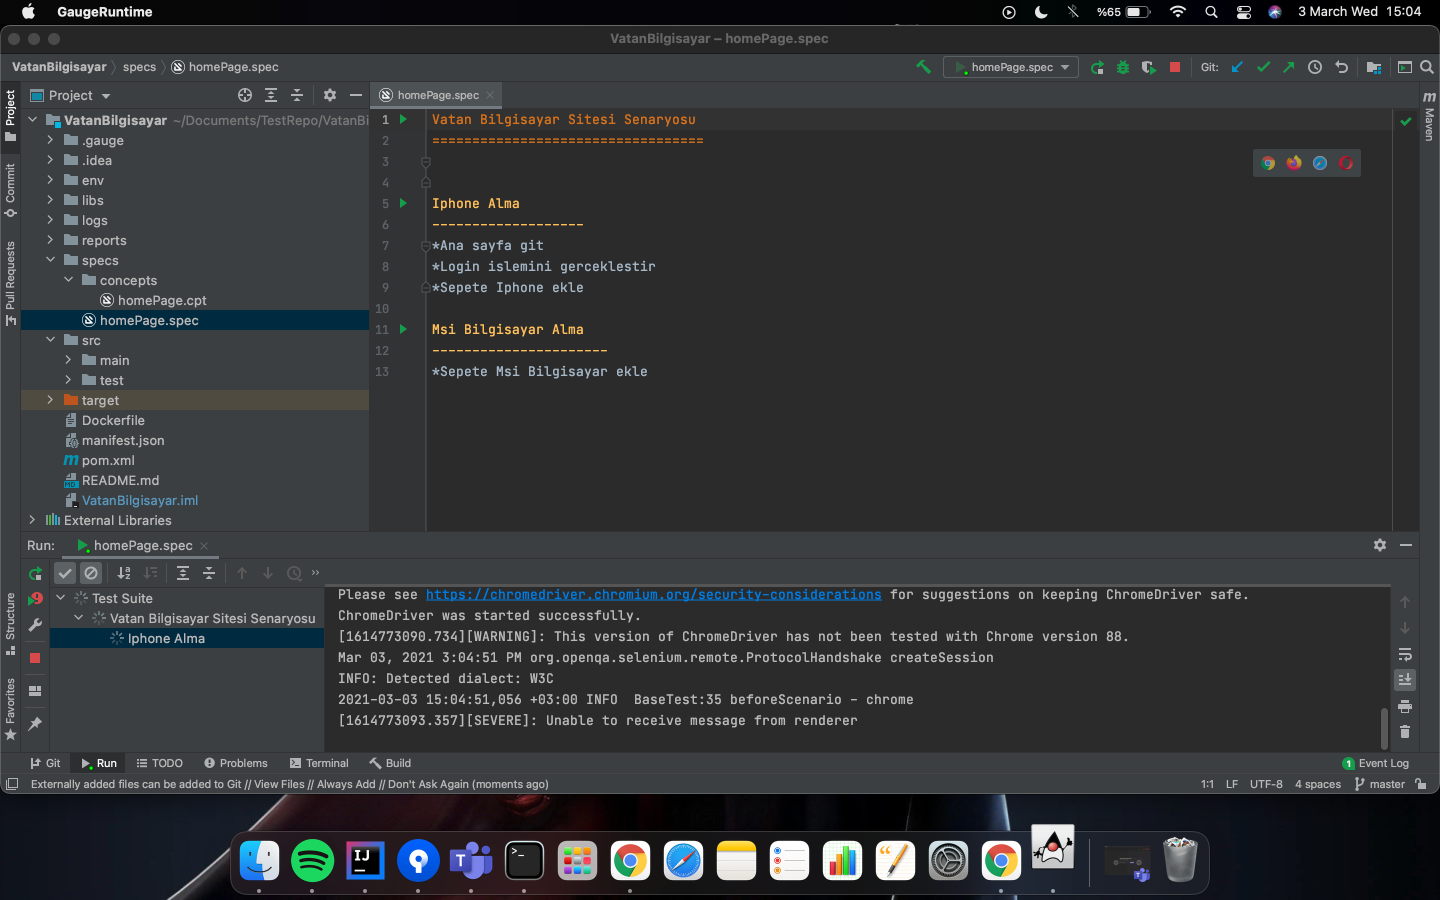 GaugeRuntime
%65
3 March Wed 15:04
VatanBilgisayar – homePage.spec
VatanBilgisayar specs homePage.spec
homePage.spec
Git:
Project
homePage.spec
VatanBilgisayar ~/Documents/TestRepo/VatanBi
.gauge
.idea
env
libs
logs
reports
specs
concepts
homePage.cpt
homePage.spec
src
main
test
target
Dockerfile
manifest.json
pom.xml
README.md
VatanBilgisayar.iml
External Libraries
Project
Commit
Pull Requests
Structure
Favorites
m
Maven
1 Vatan Bilgisayar Sitesi Senaryosu
2 ==================================
3
4
5 Iphone Alma
6 -------------------
7 *Ana sayfa git
8 *Login islemini gerceklestir
9 *Sepete Iphone ekle
10
11 Msi Bilgisayar Alma
12 ----------------------
13 *Sepete Msi Bilgisayar ekle
Run: homePage.spec
Test Suite
Vatan Bilgisayar Sitesi Senaryosu
Iphone Alma
Please see https://chromedriver.chromium.org/security-considerations for suggestions on keeping ChromeDriver safe.
ChromeDriver was started successfully.
[1614773090.734][WARNING]: This version of ChromeDriver has not been tested with Chrome version 88.
Mar 03, 2021 3:04:51 PM org.openqa.selenium.remote.ProtocolHandshake createSession
INFO: Detected dialect: W3C
2021-03-03 15:04:51,056 +03:00 INFO  BaseTest:35 beforeScenario - chrome
[1614773093.357][SEVERE]: Unable to receive message from renderer
Git Run TODO Problems Terminal Build
1 Event Log
Externally added files can be added to Git // View Files // Always Add // Don't Ask Again (moments ago)
1:1 LF UTF-8 4 spaces master
IJ
T